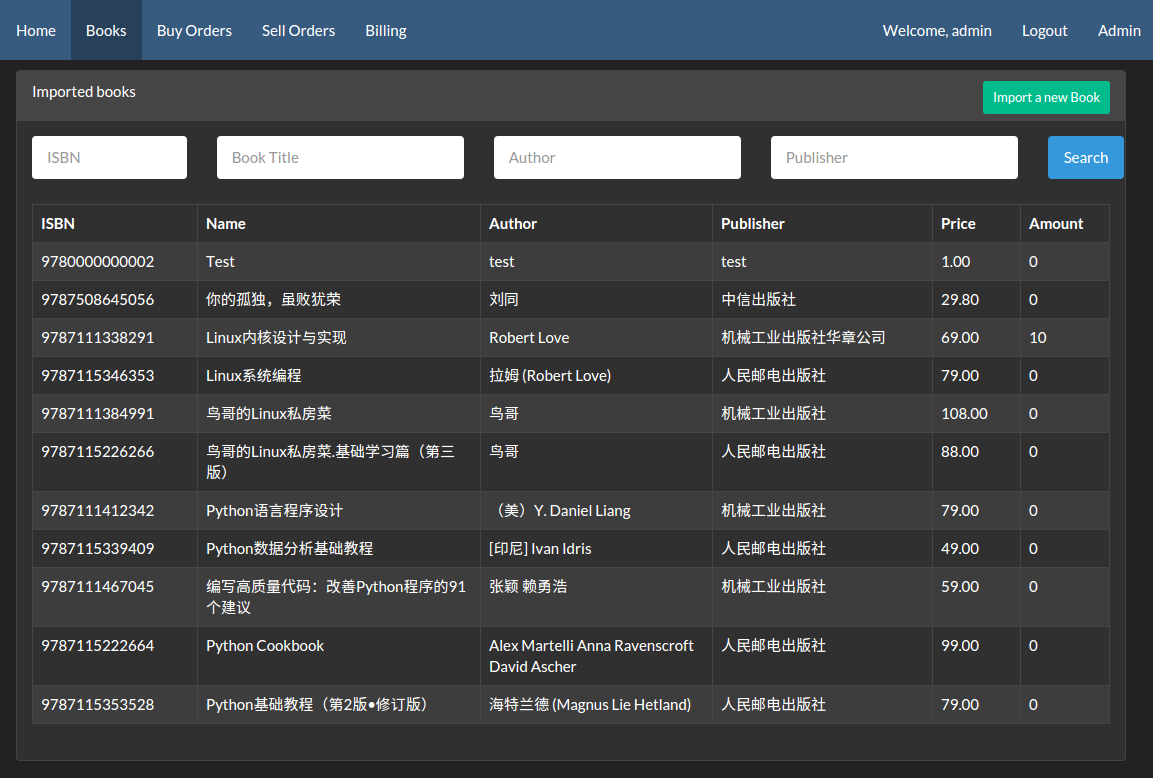 Home Books Buy Orders Sell Orders Billing Welcome, admin Logout Admin
Imported books Import a new Book
ISBN Book Title Author Publisher Search
ISBN Name Author Publisher Price Amount
9780000000002 Test test test 1.00 0
9787508645056 你的孤独，虽败犹荣 刘同 中信出版社 29.80 0
9787111338291 Linux内核设计与实现 Robert Love 机械工业出版社华章公司 69.00 10
9787115346353 Linux系统编程 拉姆 (Robert Love) 人民邮电出版社 79.00 0
9787111384991 鸟哥的Linux私房菜 鸟哥 机械工业出版社 108.00 0
9787115226266 鸟哥的Linux私房菜.基础学习篇（第三 鸟哥 人民邮电出版社 88.00 0
版）
9787111412342 Python语言程序设计 （美）Y. Daniel Liang 机械工业出版社 79.00 0
9787115339409 Python数据分析基础教程 [印尼] Ivan Idris 人民邮电出版社 49.00 0
9787111467045 编写高质量代码：改善Python程序的91 张颖 赖勇浩 机械工业出版社 59.00 0
个建议
9787115222664 Python Cookbook Alex Martelli Anna Ravenscroft 人民邮电出版社 99.00 0
David Ascher
9787115353528 Python基础教程（第2版•修订版） 海特兰德 (Magnus Lie Hetland) 人民邮电出版社 79.00 0